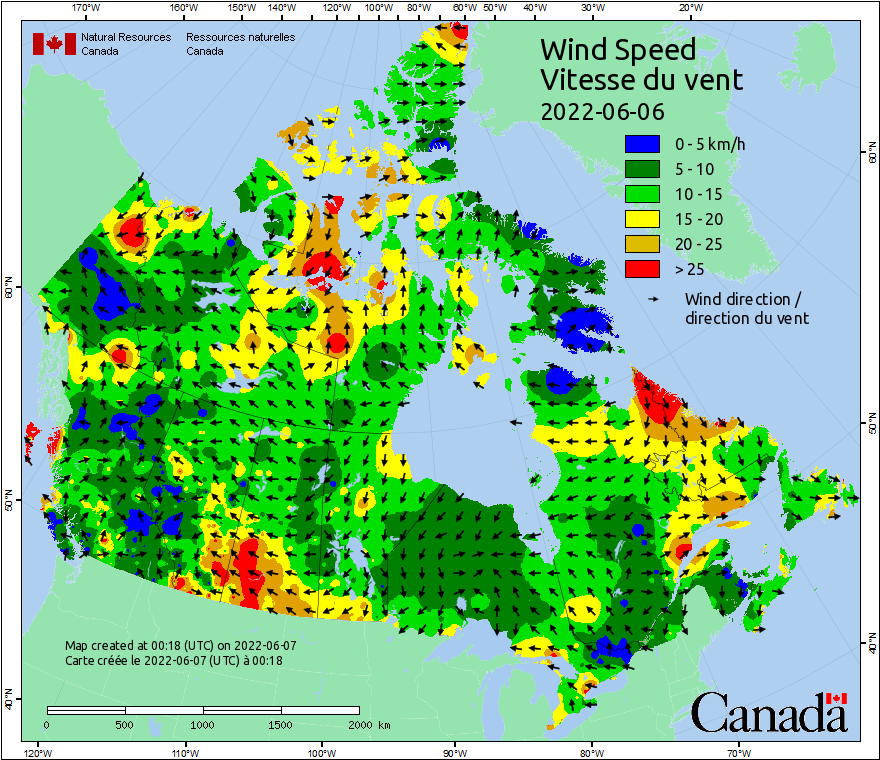 170°W 160°W 150°W 140°W 120°W 100°W 80°W 60°W 50°W 40°W 30°W 20°W
Natural Resources Canada
Ressources naturelles Canada
Wind Speed
Vitesse du vent
2022-06-06
0 - 5 km/h
5 - 10
10 - 15
15 - 20
20 - 25
> 25
Wind direction /
direction du vent
60°N
50°N
40°N
60°N
50°N
40°N
Map created at 00:18 (UTC) on 2022-06-07
Carte créée le 2022-06-07 (UTC) à 00:18
0 500 1000 1500 2000 km
Canada
120°W 110°W 100°W 90°W 80°W 70°W